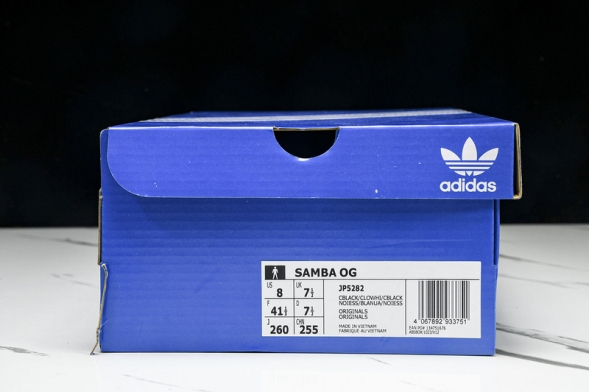 adidas
SAMBA OG
US 8 UK 7½
F 41⅓ D 7½
J 260 CHN 255
JP5282
CBLACK/CLOWHI/CBLACK
NOIESS/BLANUA/NOIESS
ORIGINALS
ORIGINALS
MADE IN VIETNAM
FABRIQUE AU VIETNAM
4 067892 933751